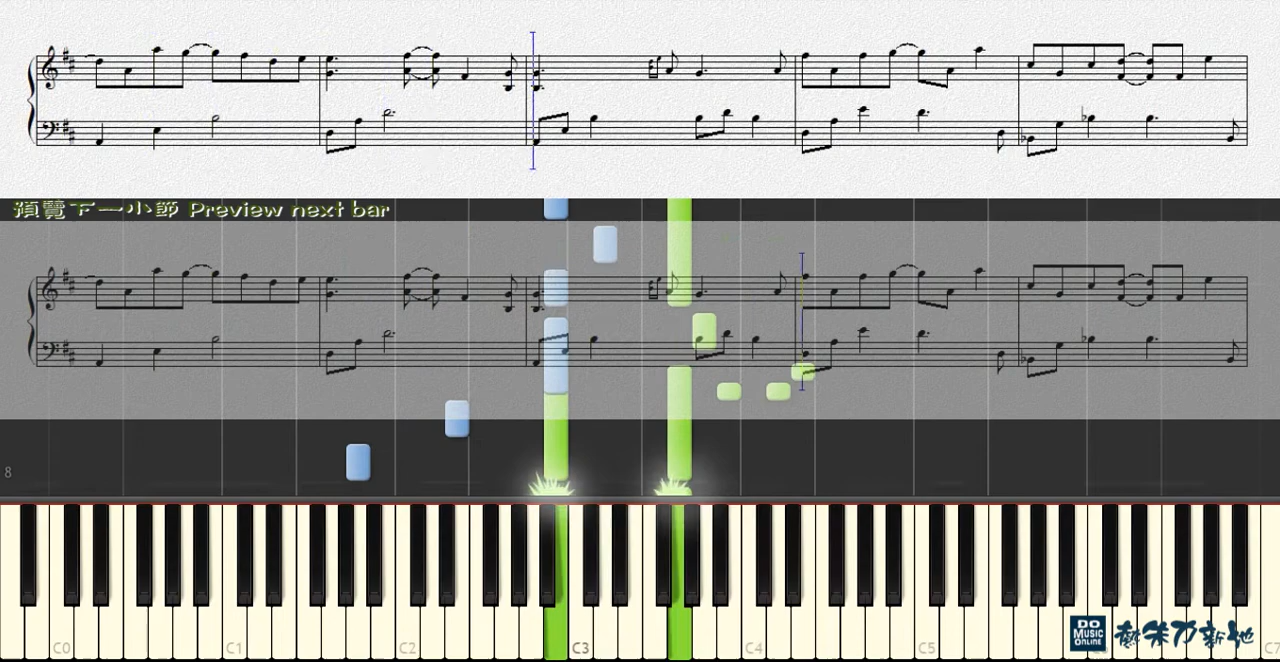 預覽下一小節 Preview next bar
8
C0 C1 C2 C3 C4 C5 C7
DO
MUSIC
ONLINE